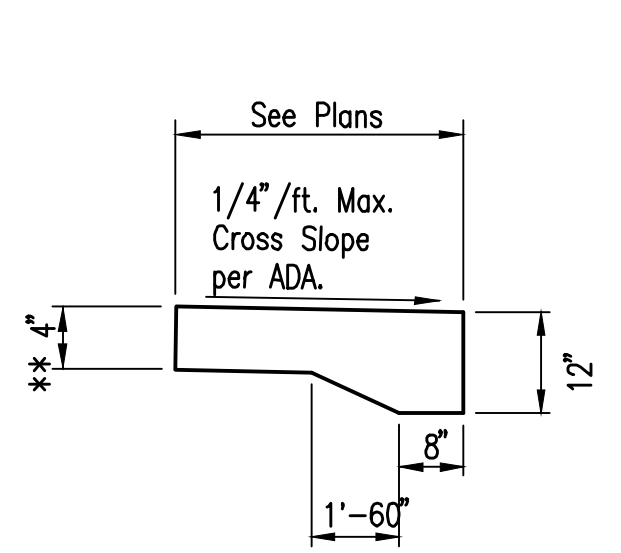 See Plans
1/4"/ft. Max.
Cross Slope
per ADA.
** 4"
12"
8"
1'-60"